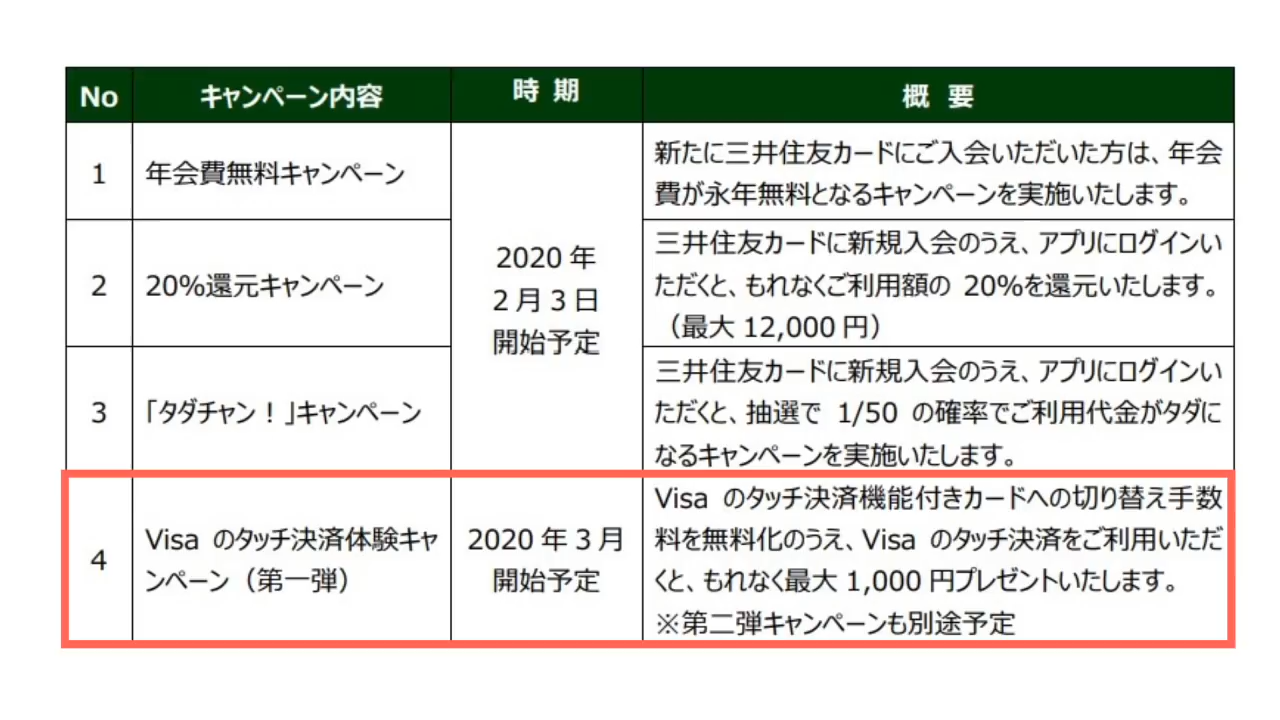 No キャンペーン内容 時 期 概 要
1 年会費無料キャンペーン
新たに三井住友カードにご入会いただいた方は、年会
費が永年無料となるキャンペーンを実施いたします。
2 20%還元キャンペーン
2020 年
2 月 3 日
開始予定
三井住友カードに新規入会のうえ、アプリにログインい
ただくと、もれなくご利用額の 20%を還元いたします。
（最大 12,000 円）
3 「タダチャン！」キャンペーン
三井住友カードに新規入会のうえ、アプリにログインい
ただくと、抽選で 1/50 の確率でご利用代金がタダに
なるキャンペーンを実施いたします。
4
Visa のタッチ決済体験キャ
ンペーン（第一弾）
2020 年 3 月
開始予定
Visa のタッチ決済機能付きカードへの切り替え手数
料を無料化のうえ、Visa のタッチ決済をご利用いただ
くと、もれなく最大 1,000 円プレゼントいたします。
※第二弾キャンペーンも別途予定